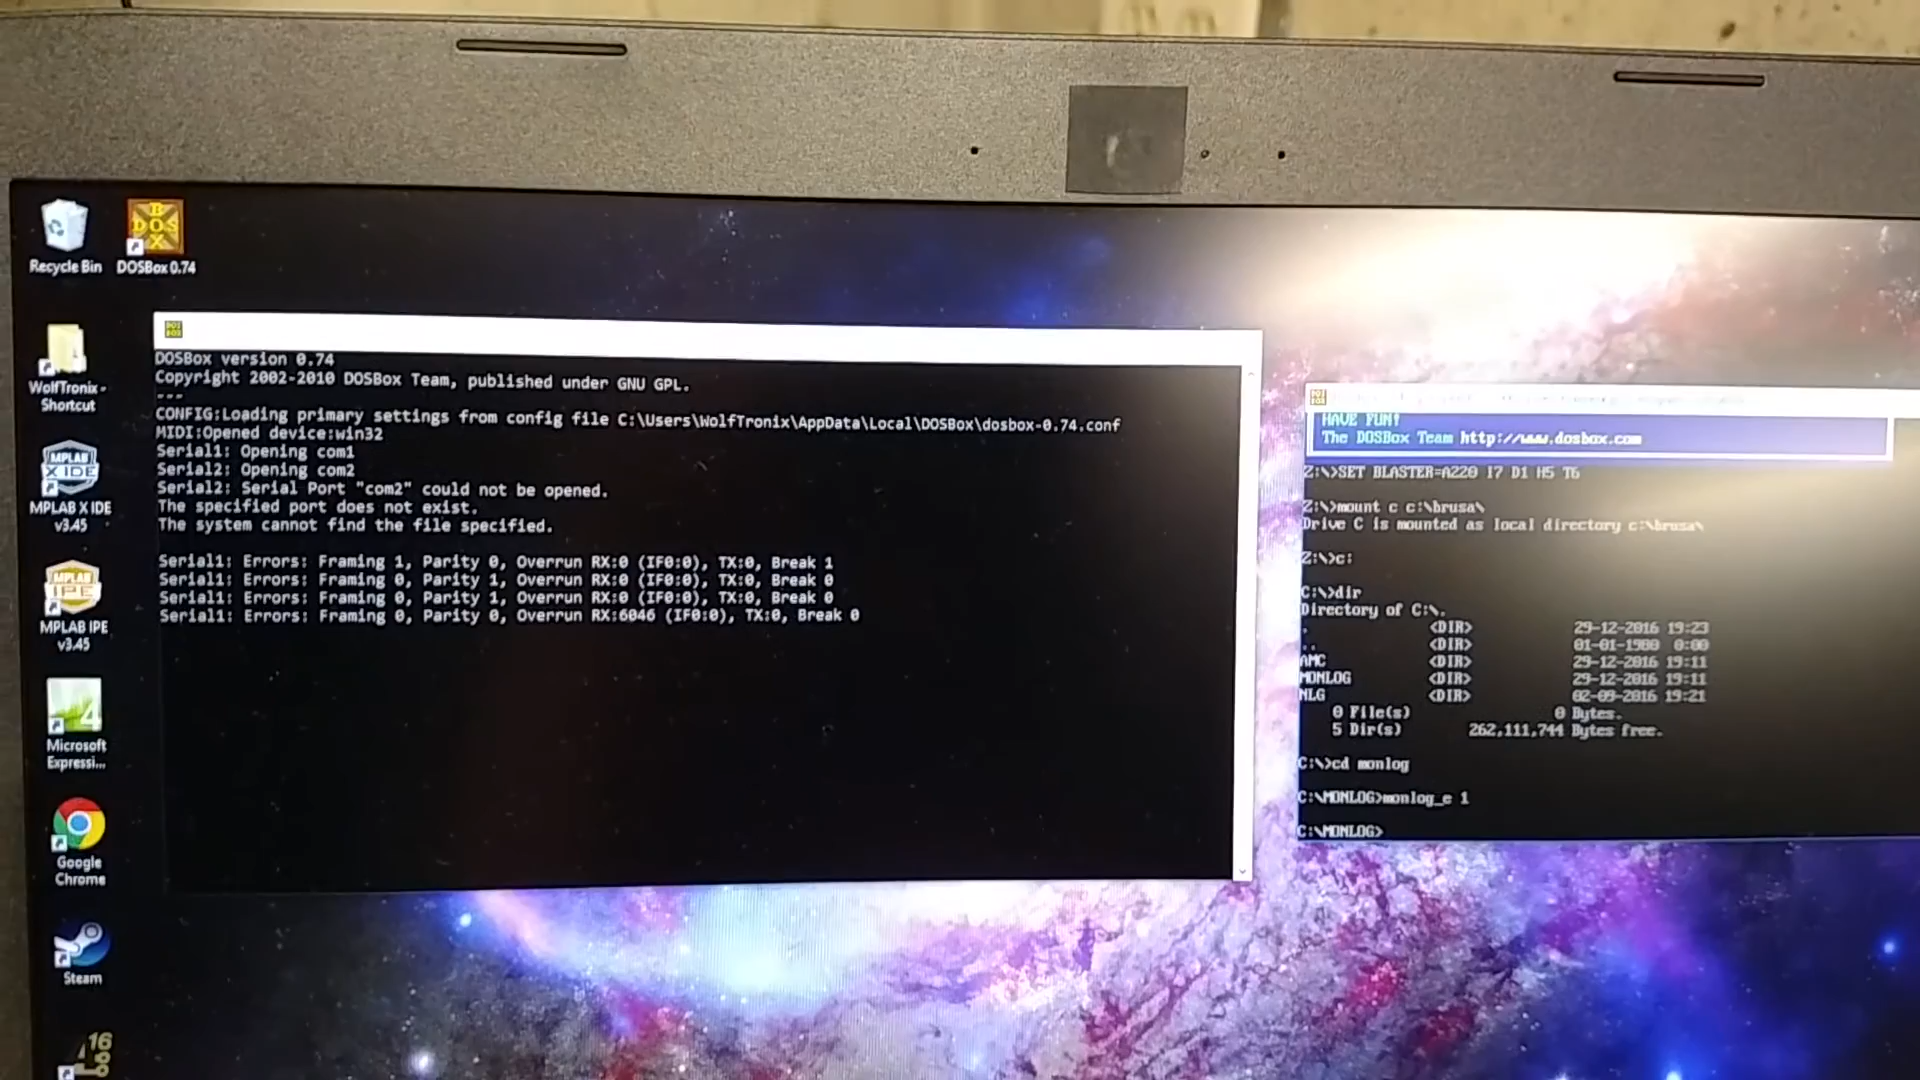 BOX
DOS
Recycle Bin
DOSBox 0.74
WolfTronix -
Shortcut
MPLAB
X IDE
MPLAB X IDE
v3.45
MPLAB
IPE
MPLAB IPE
v3.45
4
Microsoft
Expressi...
Google
Chrome
Steam
16
DOSBox version 0.74
Copyright 2002-2010 DOSBox Team, published under GNU GPL.
---
CONFIG:Loading primary settings from config file C:\Users\WolfTronix\AppData\Local\DOSBox\dosbox-0.74.conf
MIDI:Opened device:win32
Serial1: Opening com1
Serial2: Opening com2
Serial2: Serial Port "com2" could not be opened.
The specified port does not exist.
The system cannot find the file specified.
Serial1: Errors: Framing 1, Parity 0, Overrun RX:0 (IF0:0), TX:0, Break 1
Serial1: Errors: Framing 0, Parity 1, Overrun RX:0 (IF0:0), TX:0, Break 0
Serial1: Errors: Framing 0, Parity 1, Overrun RX:0 (IF0:0), TX:0, Break 0
Serial1: Errors: Framing 0, Parity 0, Overrun RX:6046 (IF0:0), TX:0, Break 0
HAVE FUN!
The DOSBox Team http://www.dosbox.com
Z:\>SET BLASTER=A220 I7 D1 H5 T6
Z:\>mount c c:\brusa\
Drive C is mounted as local directory c:\brusa\
Z:\>c:
C:\>dir
Directory of C:\.
. <DIR> 29-12-2016 19:23
.. <DIR> 01-01-1980 0:00
AMC <DIR> 29-12-2016 19:11
MONLOG <DIR> 29-12-2016 19:11
NLG <DIR> 02-09-2016 19:21
0 File(s) 0 Bytes.
5 Dir(s) 262,111,744 Bytes free.
C:\>cd monlog
C:\MONLOG>monlog_e 1
C:\MONLOG>